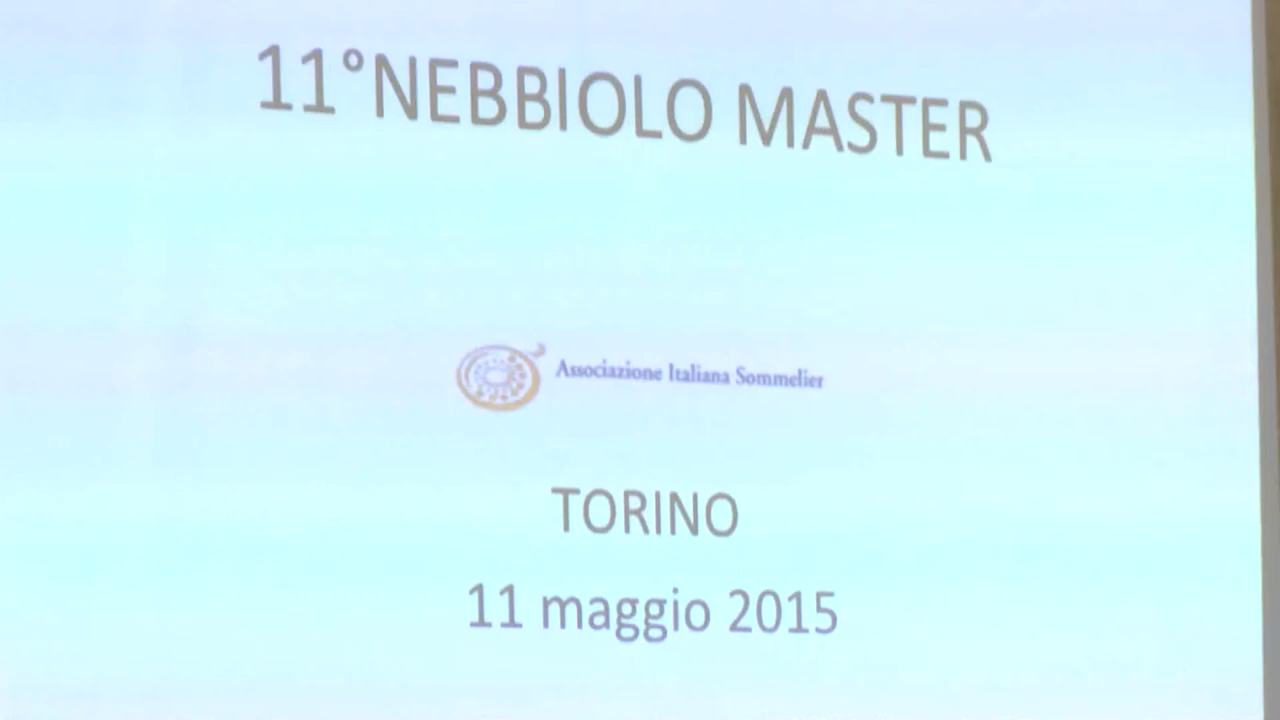 11°NEBBIOLO MASTER
Associazione Italiana Sommelier
TORINO
11 maggio 2015